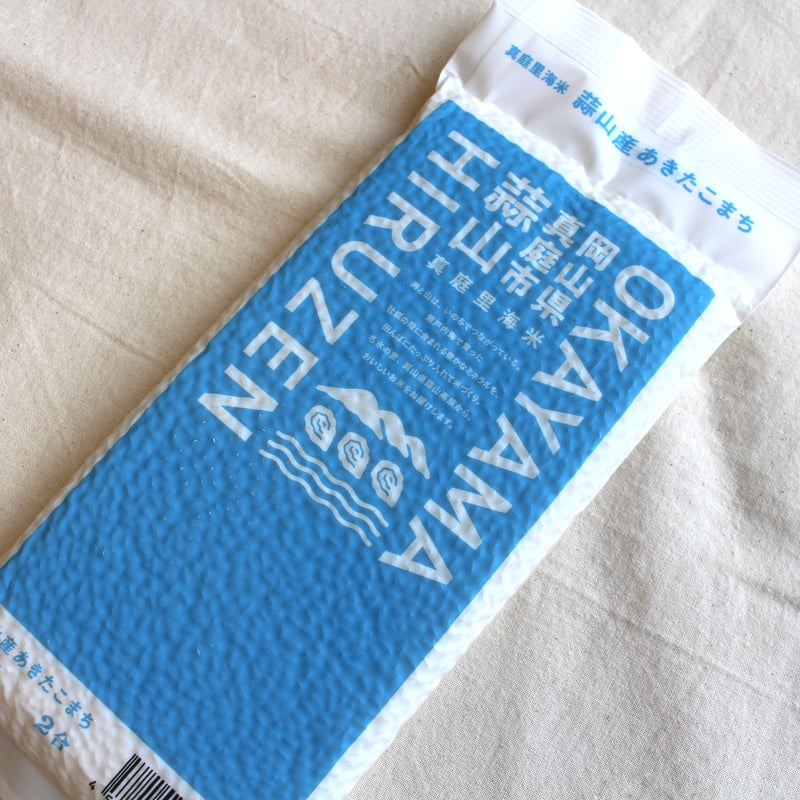 真庭里海米 蒜山産あきたこまち
OKAYAMA
岡山県
真庭市
蒜山
HIRUZEN
真庭里海米
海と山は、いのちでつながっている。
瀬戸内海で育った
牡蠣の殻に含まれる豊かなミネラルを、
田んぼにたっぷり入れて米づくり。
名水の里、岡山県蒜山高原から、
おいしいお米をお届けします。
産あきたこまち
2合